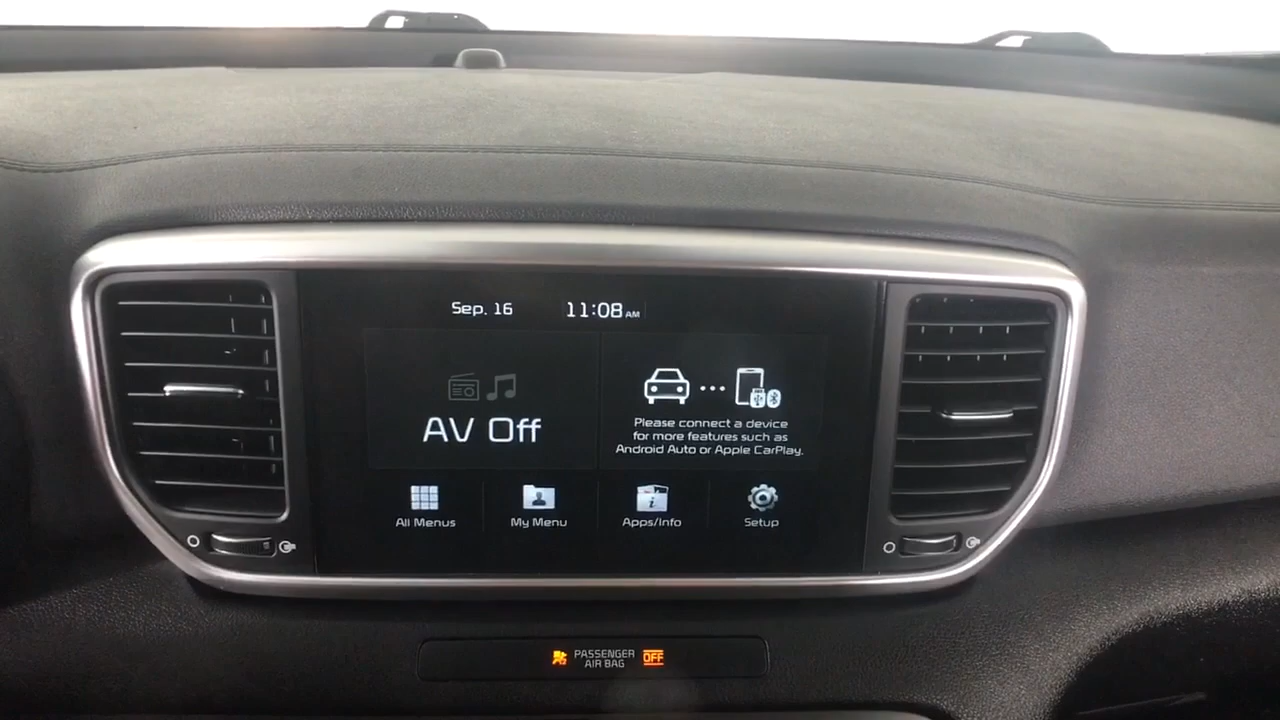 Sep. 16 11:08 AM
AV Off
Please connect a device
for more features such as
Android Auto or Apple CarPlay.
All Menus My Menu Apps/Info Setup
PASSENGER
AIR BAG OFF